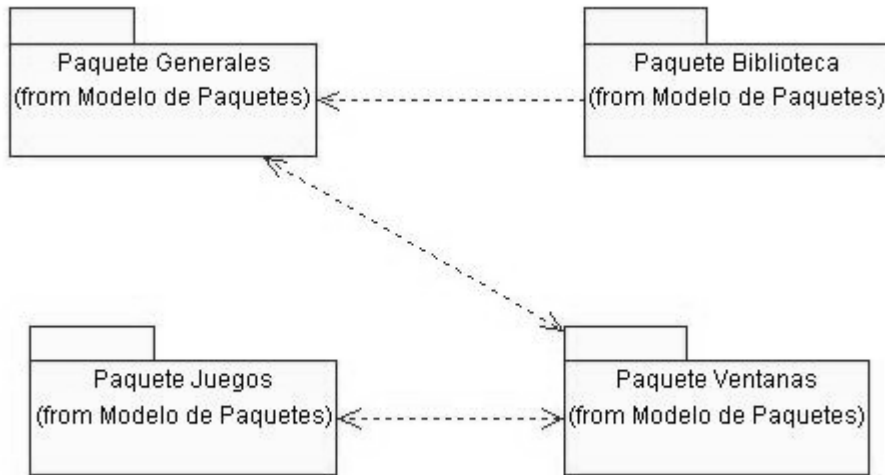 Paquete Generales
(from Modelo de Paquetes)
Paquete Biblioteca
(from Modelo de Paquetes)
Paquete Juegos
(from Modelo de Paquetes)
Paquete Ventanas
(from Modelo de Paquetes)